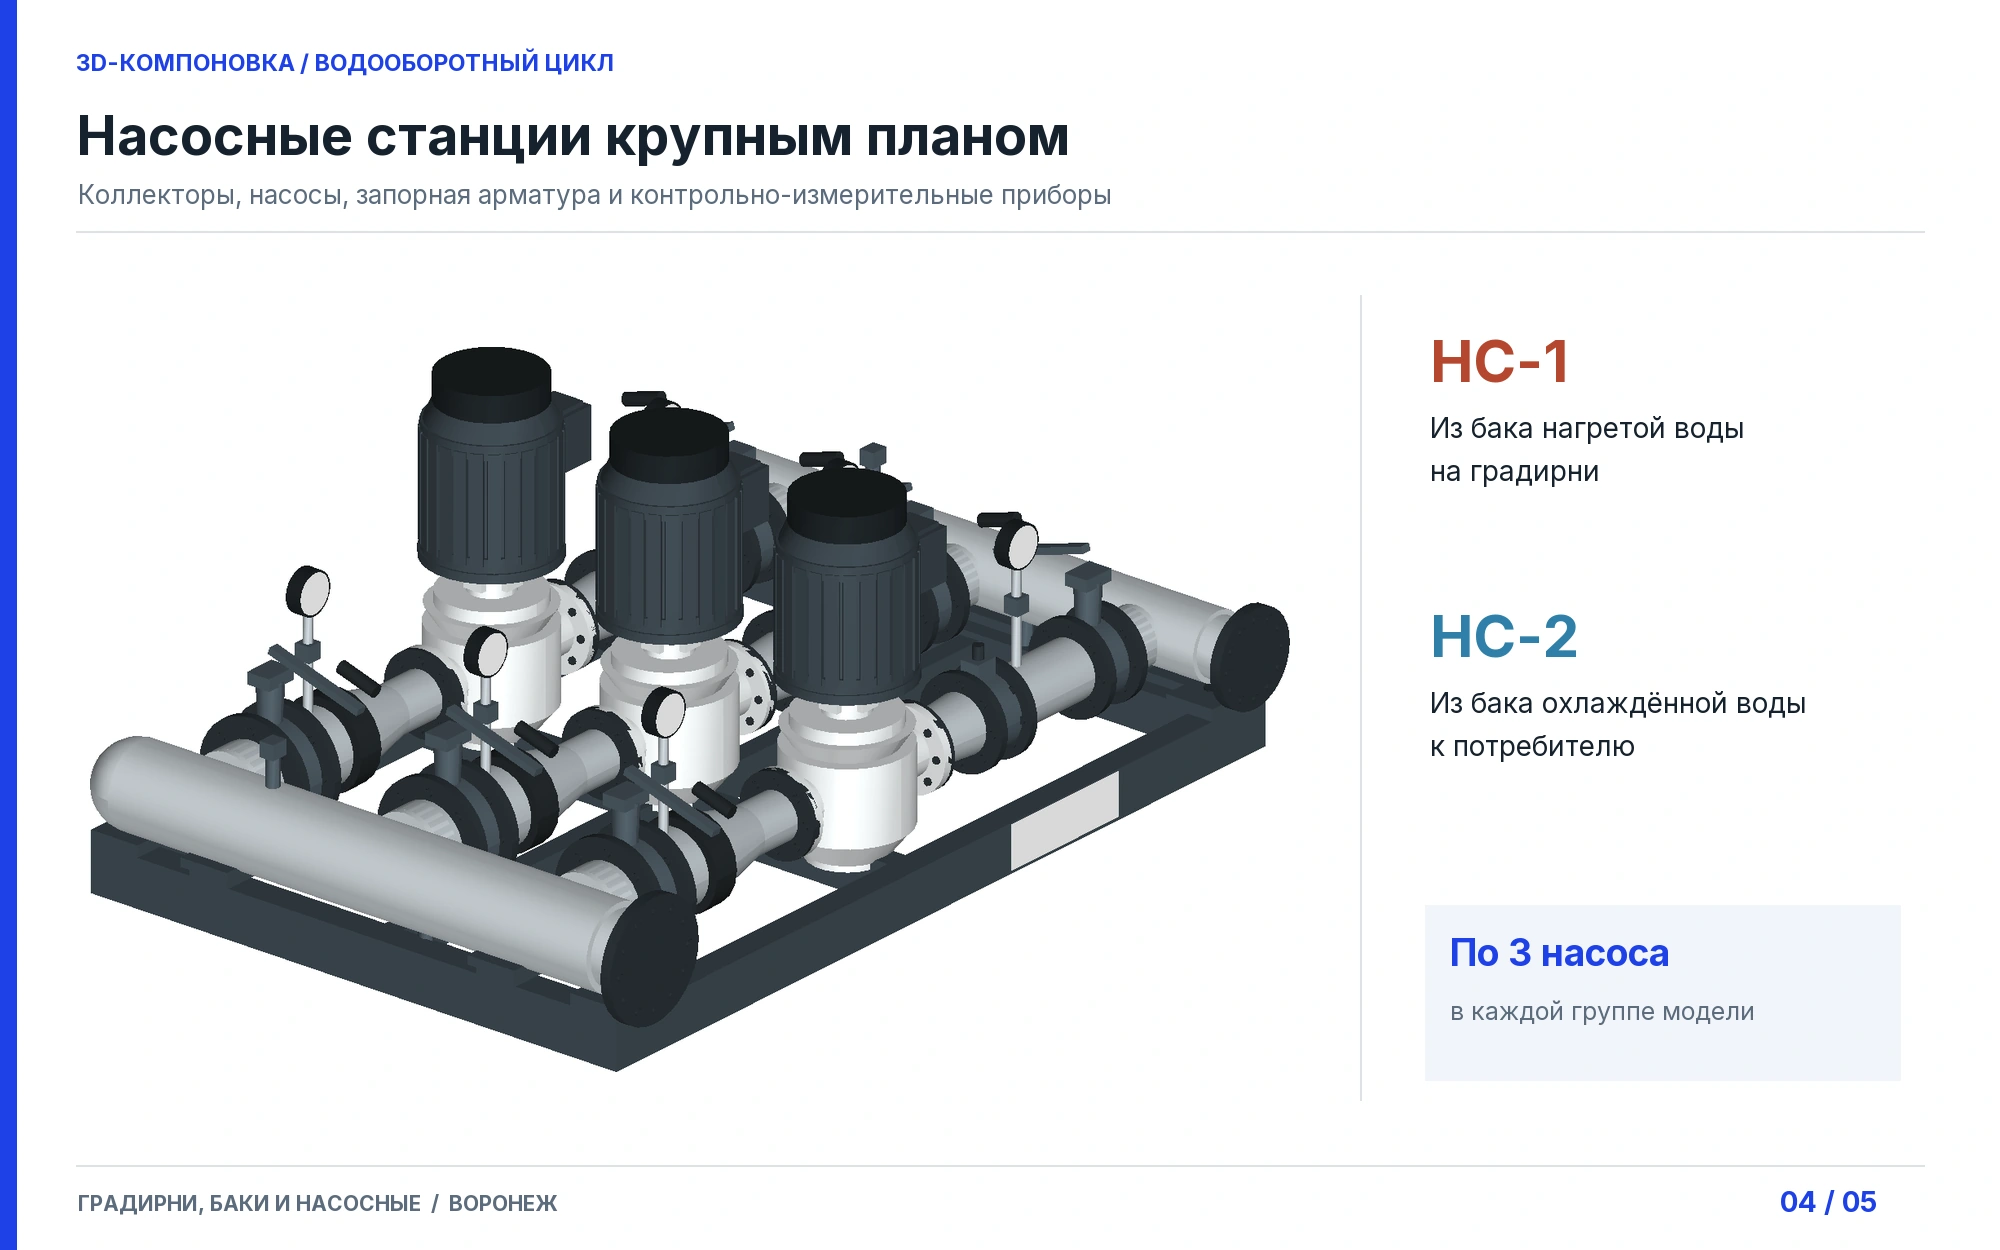 3D-КОМПОНОВКА / ВОДООБОРОТНЫЙ ЦИКЛ
Насосные станции крупным планом
Коллекторы, насосы, запорная арматура и контрольно-измерительные приборы
НС-1
Из бака нагретой воды
на градирни
НС-2
Из бака охлаждённой воды
к потребителю
По 3 насоса
в каждой группе модели
ГРАДИРНИ, БАКИ И НАСОСНЫЕ / ВОРОНЕЖ
04 / 05